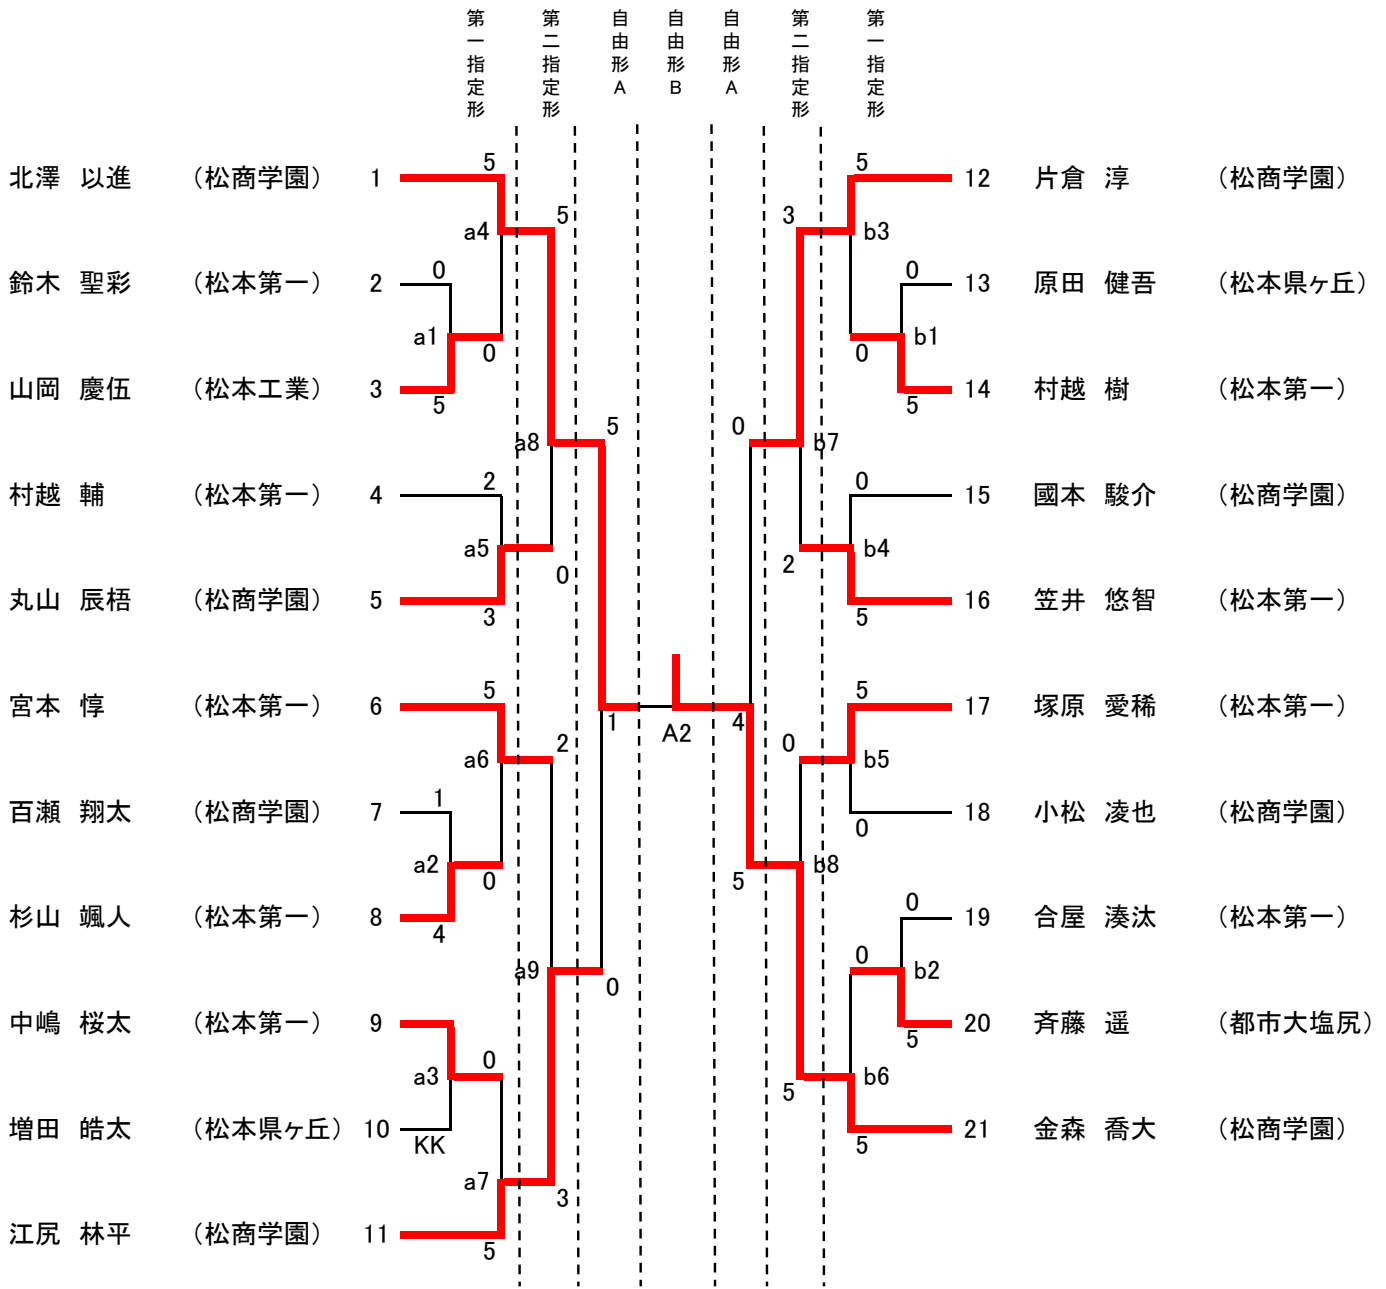 第一指定形 第二指定形 自由形A 自由形B 自由形A 第二指定形 第一指定形
北澤 以進 （松商学園） 1 5 5 12 片倉 淳 （松商学園）
5 3
a4 b3
鈴木 聖彩 （松本第一） 2 0 0 13 原田 健吾 （松本県ヶ丘）
a1 b1
0 0
山岡 慶伍 （松本工業） 3 5 5 14 村越 樹 （松本第一）
5 0
a8 b7
村越 輔 （松本第一） 4 2 0 15 國本 駿介 （松商学園）
a5 b4
0 2
丸山 辰梧 （松商学園） 5 3 5 16 笠井 悠智 （松本第一）
宮本 惇 （松本第一） 6 5 5 17 塚原 愛稀 （松本第一）
1 A2 4
2 0
a6 b5
百瀬 翔太 （松商学園） 7 1 0 18 小松 凌也 （松商学園）
a2 b8
0 5
杉山 颯人 （松本第一） 8 4 0 19 合屋 湊汰 （松本第一）
a9 0 b2
0
中嶋 桜太 （松本第一） 9 5 20 斉藤 遥 （都市大塩尻）
0
a3 5 b6
増田 皓太 （松本県ヶ丘） 10 KK 5 21 金森 喬大 （松商学園）
a7
3
江尻 林平 （松商学園） 11 5